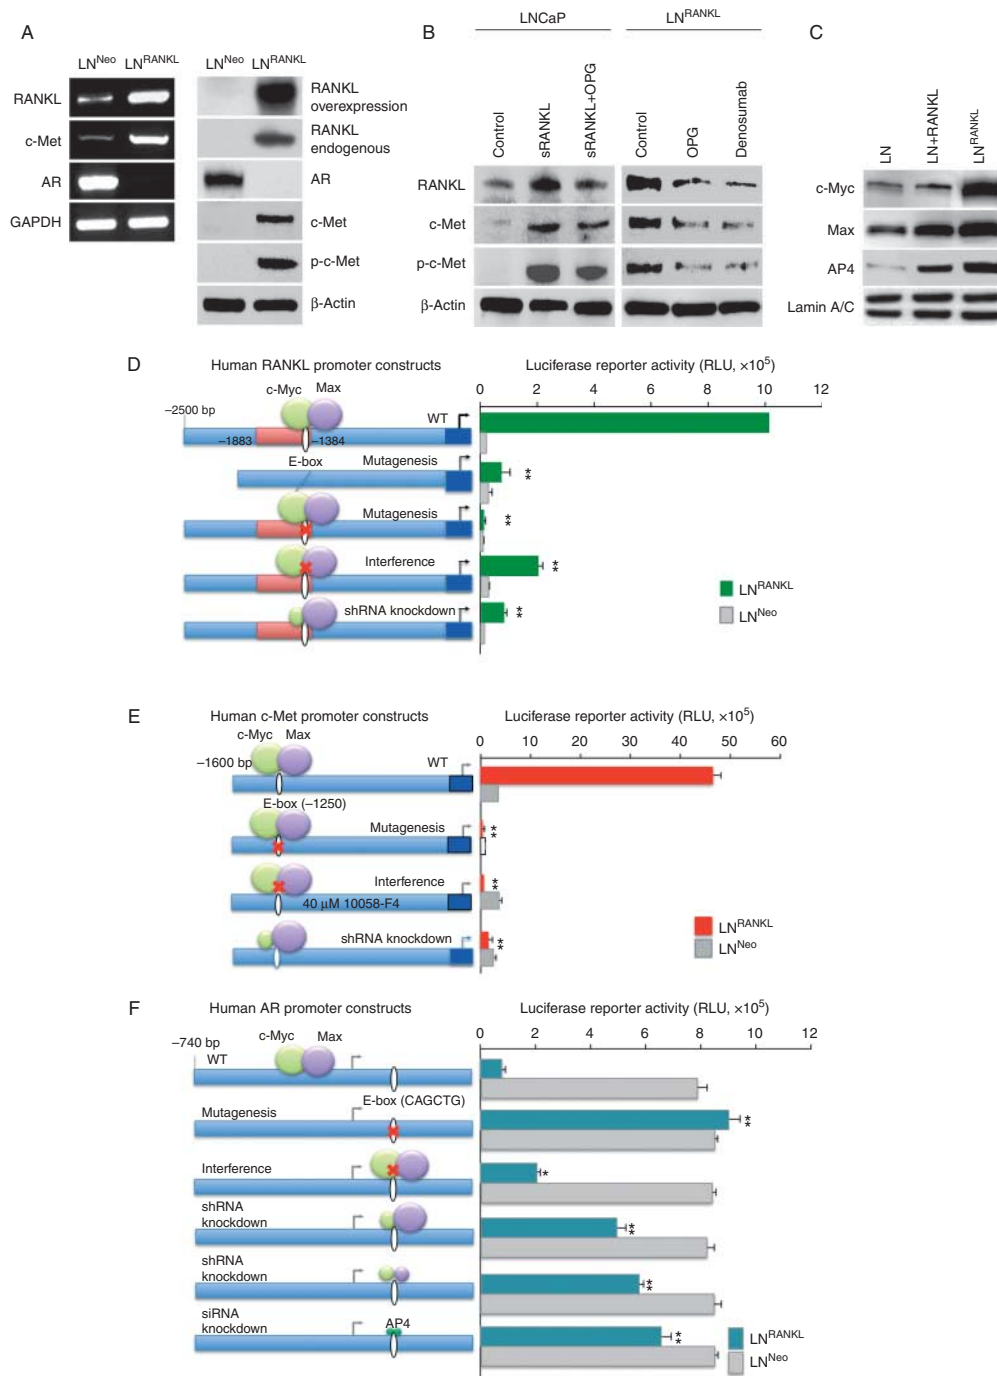 A
LN^Neo LN^RANKL
RANKL
c-Met
AR
GAPDH
LN^Neo LN^RANKL
RANKL overexpression
RANKL endogenous
AR
c-Met
p-c-Met
β-Actin
B
LNCaP
LN^RANKL
Control
sRANKL
sRANKL+OPG
Control
OPG
Denosumab
RANKL
c-Met
p-c-Met
β-Actin
C
LN
LN+RANKL
LN^RANKL
c-Myc
Max
AP4
Lamin A/C
D
Human RANKL promoter constructs
Luciferase reporter activity (RLU, ×10^5)
0 2 4 6 8 10 12
c-Myc Max
−2500 bp
WT
−1883 −1384
E-box
Mutagenesis
**
Mutagenesis
**
Interference
**
shRNA knockdown
**
LN^RANKL
LN^Neo
E
Human c-Met promoter constructs
Luciferase reporter activity (RLU, ×10^5)
0 10 20 30 40 50 60
c-Myc Max
−1600 bp
WT
E-box (−1250)
Mutagenesis
**
Interference
**
40 μM 10058-F4
shRNA knockdown
**
LN^RANKL
LN^Neo
F
Human AR promoter constructs
Luciferase reporter activity (RLU, ×10^5)
0 2 4 6 8 10 12
−740 bp
c-Myc Max
WT
E-box (CAGCTG)
Mutagenesis
**
Interference
*
shRNA
knockdown
**
shRNA
knockdown
**
siRNA
knockdown
AP4
**
LN^RANKL
LN^Neo